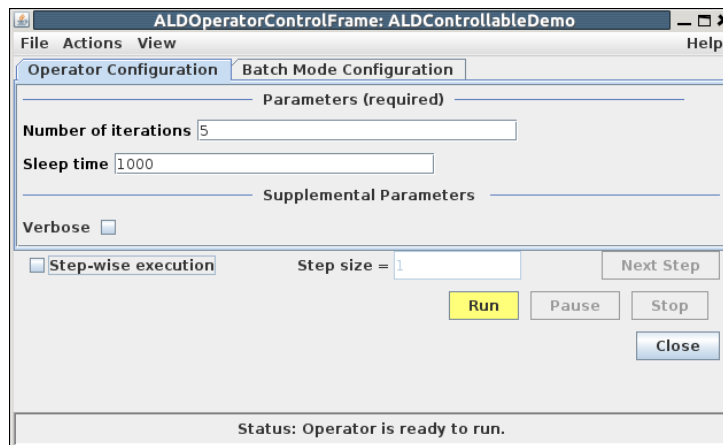 ALDOperatorControlFrame: ALDControllableDemo
File Actions View Help
Operator Configuration Batch Mode Configuration
Parameters (required)
Number of iterations 5
Sleep time 1000
Supplemental Parameters
Verbose
Step-wise execution Step size = 1 Next Step
Run Pause Stop
Close
Status: Operator is ready to run.